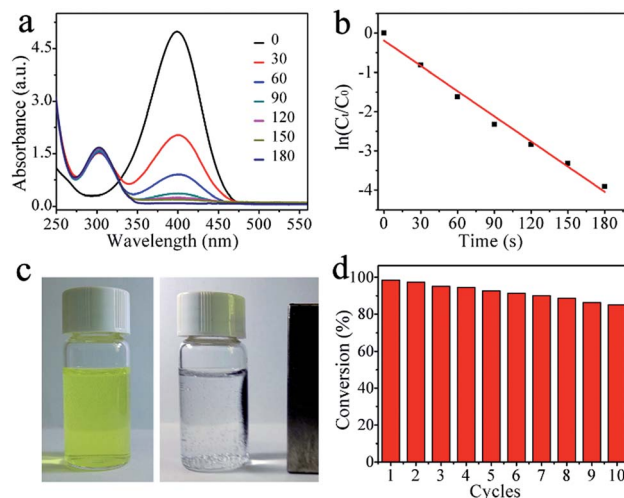 a
4.5
3.0
1.5
0.0
Absorbance (a.u.)
250 300 350 400 450 500 550
Wavelength (nm)
0
30
60
90
120
150
180
b
0
-1
-2
-3
-4
ln(Ct/C0)
0 30 60 90 120 150 180
Time (s)
c
d
100
80
60
40
20
0
Conversion (%)
1 2 3 4 5 6 7 8 9 10
Cycles